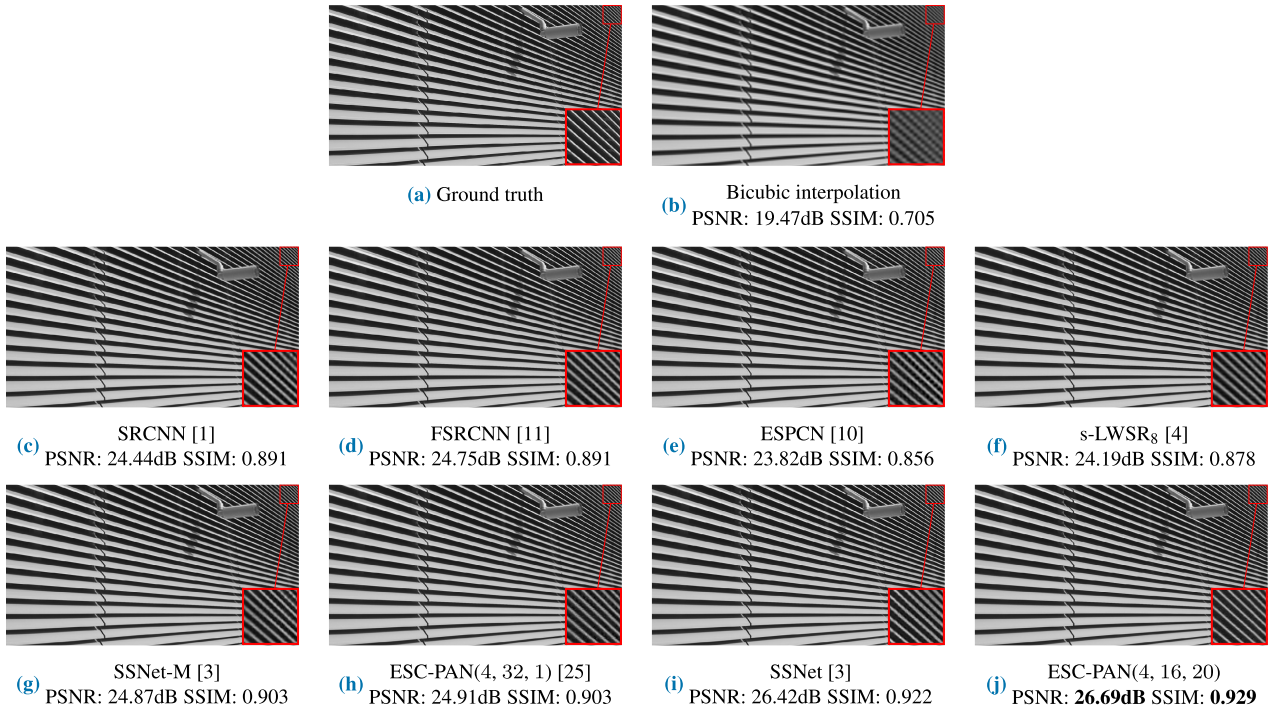 (a) Ground truth
(b) Bicubic interpolation
PSNR: 19.47dB SSIM: 0.705
(c) SRCNN [1]
PSNR: 24.44dB SSIM: 0.891
(d) FSRCNN [11]
PSNR: 24.75dB SSIM: 0.891
(e) ESPCN [10]
PSNR: 23.82dB SSIM: 0.856
(f) s-LWSR₈ [4]
PSNR: 24.19dB SSIM: 0.878
(g) SSNet-M [3]
PSNR: 24.87dB SSIM: 0.903
(h) ESC-PAN(4, 32, 1) [25]
PSNR: 24.91dB SSIM: 0.903
(i) SSNet [3]
PSNR: 26.42dB SSIM: 0.922
(j) ESC-PAN(4, 16, 20)
PSNR: 26.69dB SSIM: 0.929